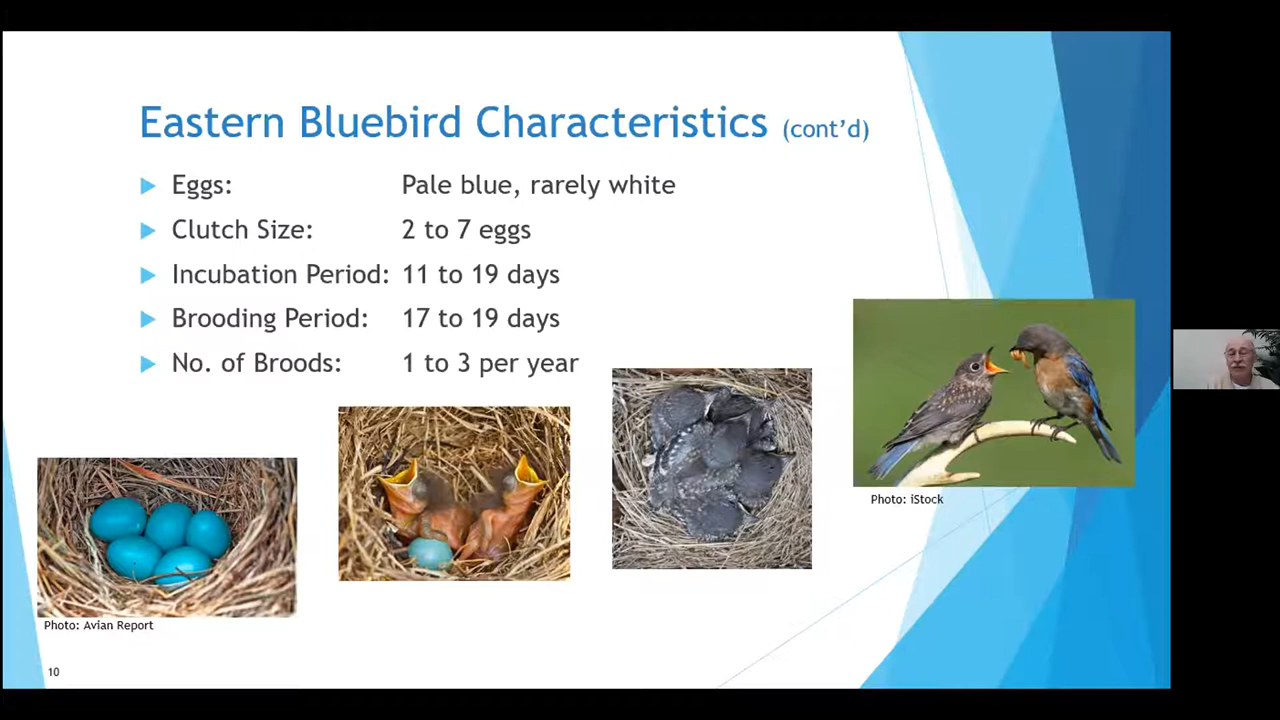 Eastern Bluebird Characteristics (cont'd)
Eggs: Pale blue, rarely white
Clutch Size: 2 to 7 eggs
Incubation Period: 11 to 19 days
Brooding Period: 17 to 19 days
No. of Broods: 1 to 3 per year
Photo: iStock
Photo: Avian Report
10